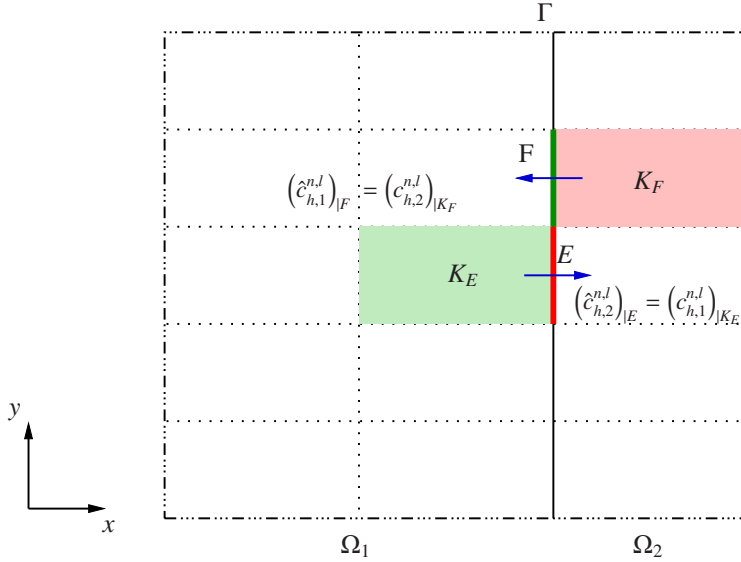 Γ
F
K_F
(ĉ^{n,l}_{h,1})_{|F} = (c^{n,l}_{h,2})_{|K_F}
K_E
E
(ĉ^{n,l}_{h,2})_{|E} = (c^{n,l}_{h,1})_{|K_E}
y
x
Ω_1
Ω_2